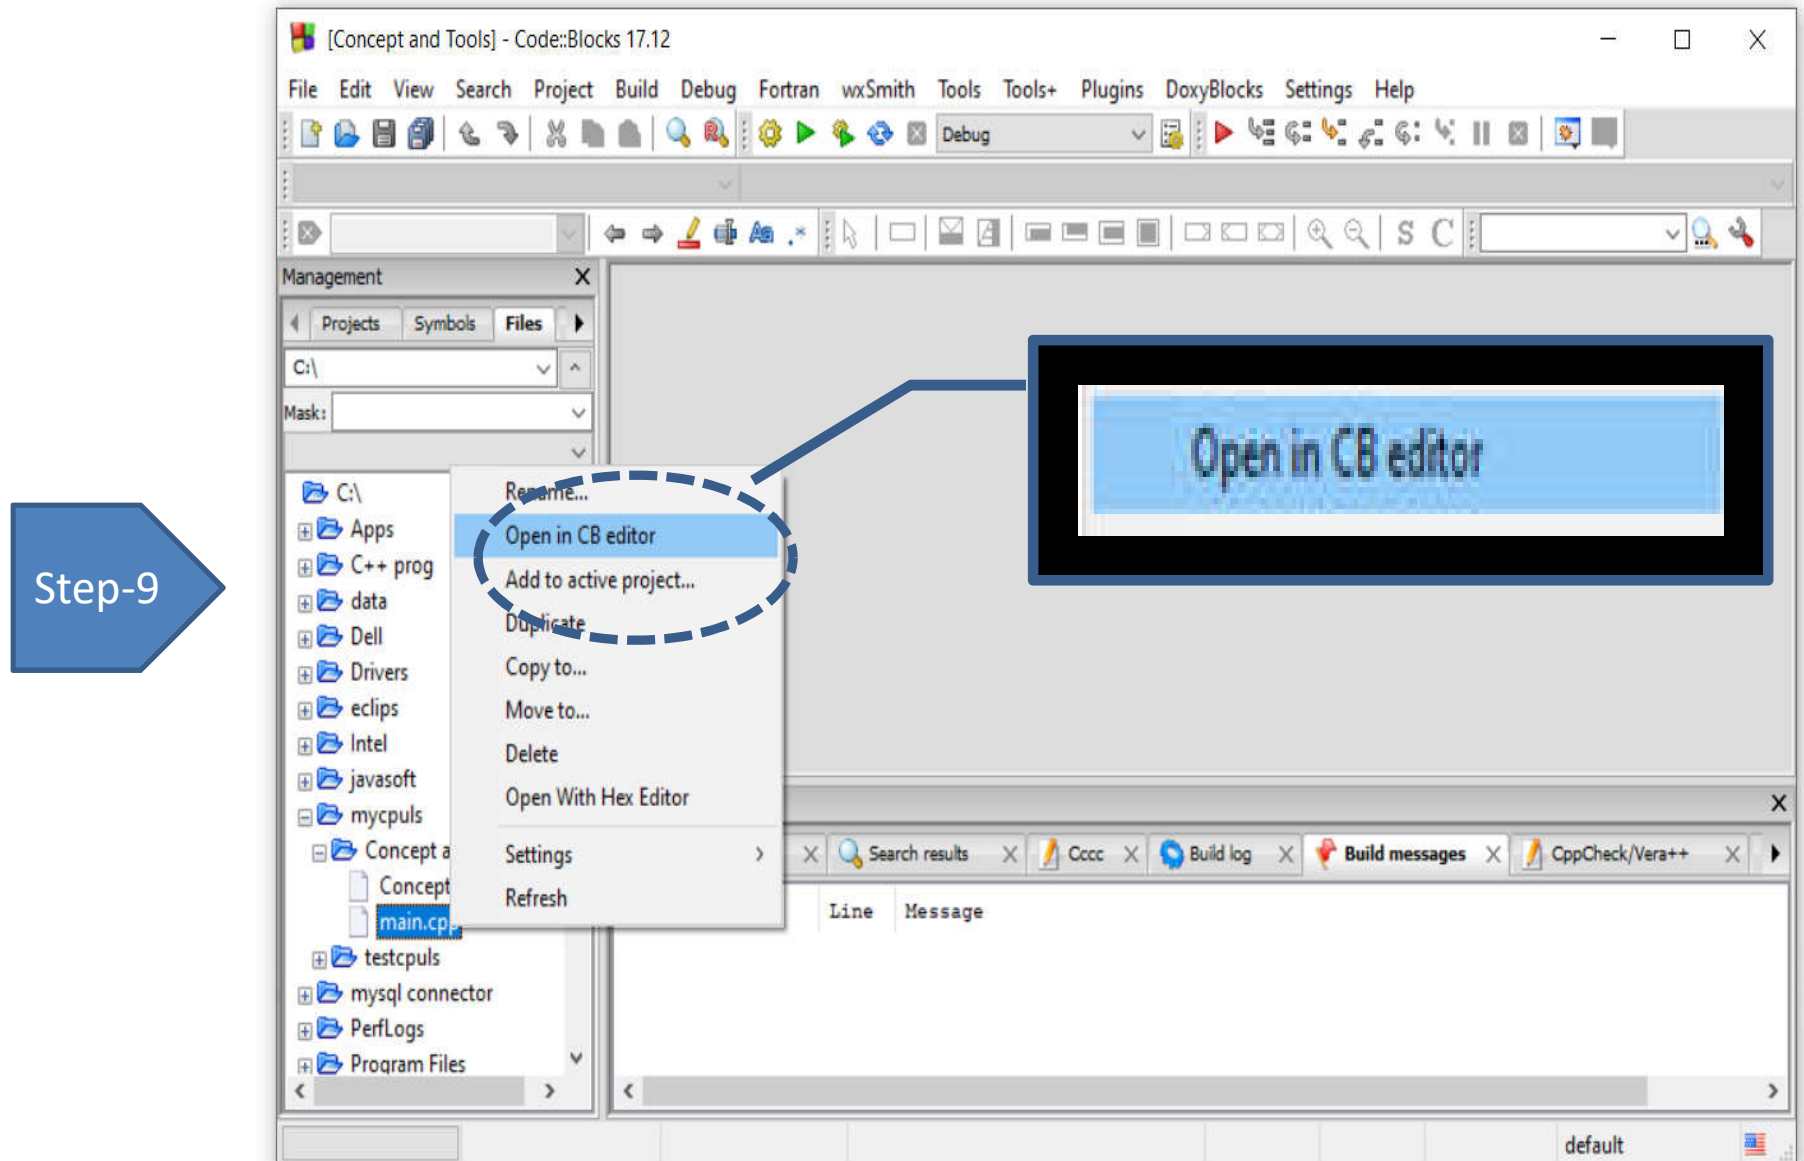 [Concept and Tools] - Code::Blocks 17.12
File Edit View Search Project Build Debug Fortran wxSmith Tools Tools+ Plugins DoxyBlocks Settings Help
Debug
S C
Management
Projects Symbols Files
C:\
Mask:
Open in CB editor
C:\
Apps
C++ prog
data
Dell
Drivers
eclips
Intel
javasoft
mycpuls
Concept a
Concept
main.cpp
testcpuls
mysql connector
PerfLogs
Program Files
Rename...
Open in CB editor
Add to active project...
Duplicate
Copy to...
Move to...
Delete
Open With Hex Editor
Settings
Refresh
Step-9
Search results Cccc Build log Build messages CppCheck/Vera++
Line Message
default